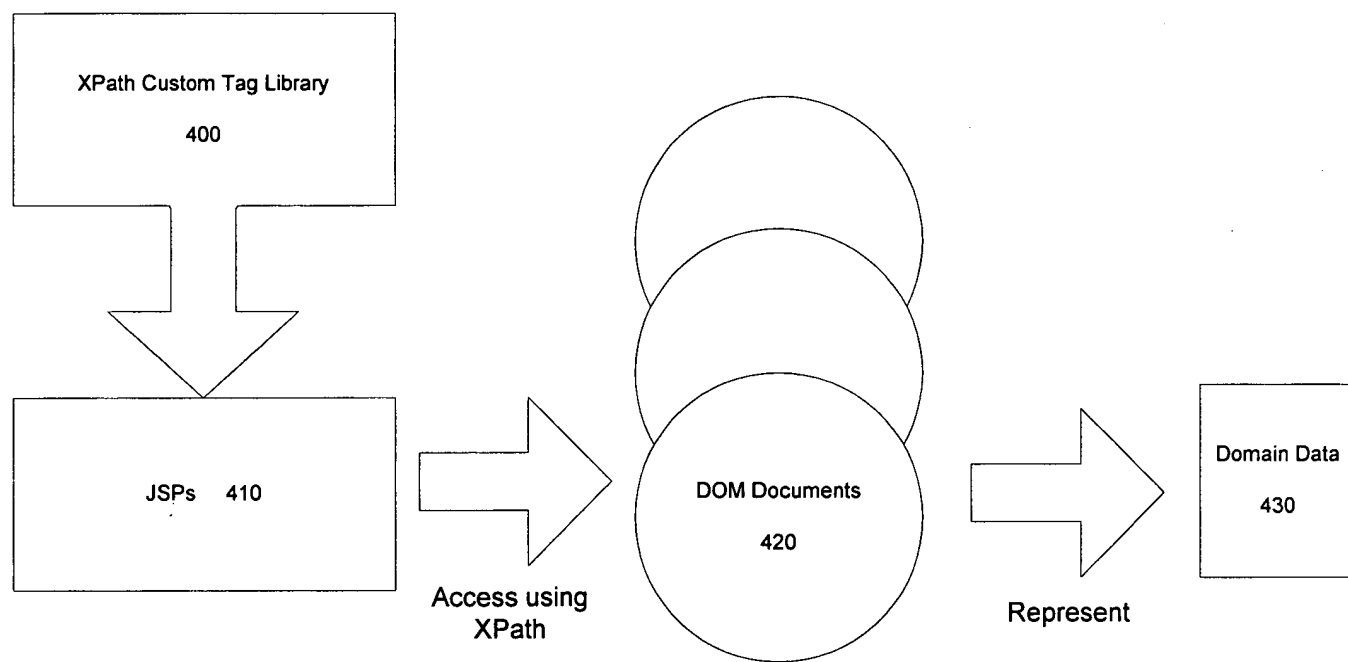 XPath Custom Tag Library
400
JSPs 410
Access using
XPath
DOM Documents
420
Represent
Domain Data
430